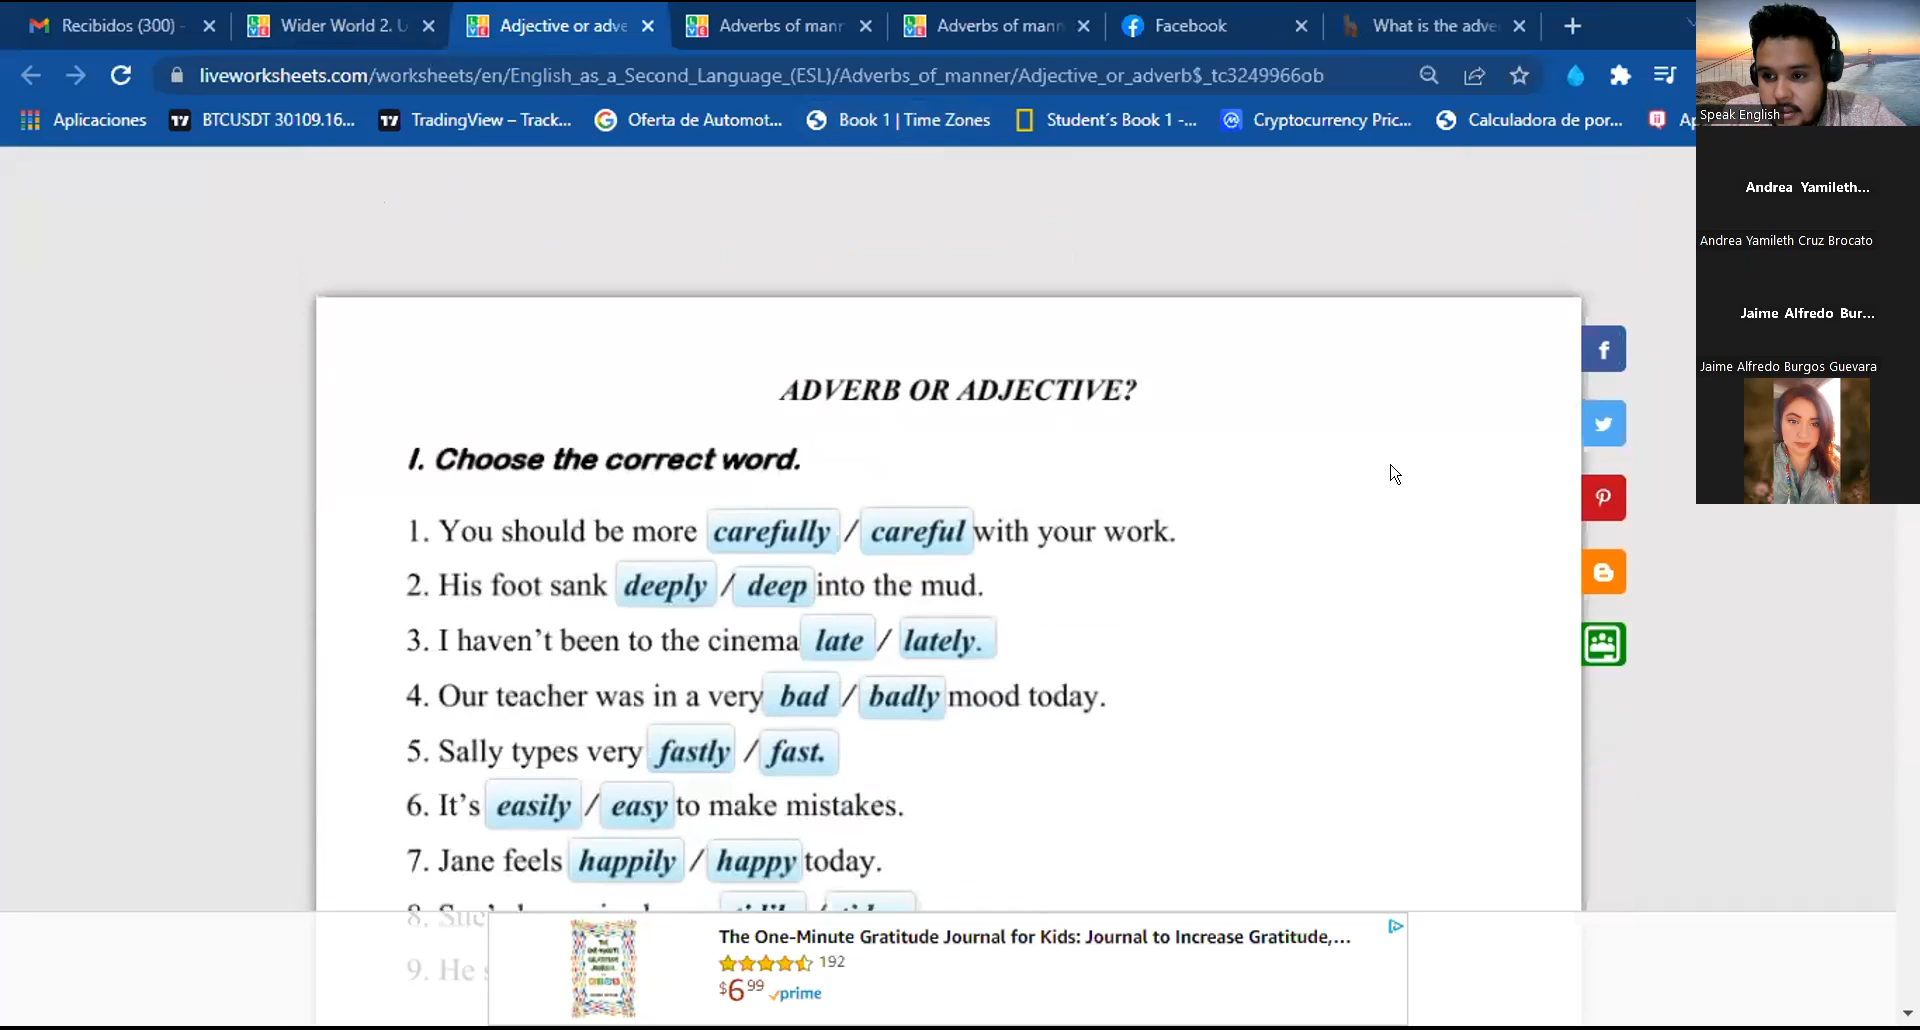 Recibidos (300) -
Wider World 2. U
Adjective or adve
Adverbs of mann
Adverbs of mann
Facebook
What is the adve
liveworksheets.com/worksheets/en/English_as_a_Second_Language_(ESL)/Adverbs_of_manner/Adjective_or_adverb$_tc3249966ob
Aplicaciones
BTCUSDT 30109.16...
TradingView – Track...
Oferta de Automot...
Book 1 | Time Zones
Student´s Book 1 -...
Cryptocurrency Pric...
Calculadora de por...
Speak English
Andrea Yamileth...
Andrea Yamileth Cruz Brocato
Jaime Alfredo Bur...
Jaime Alfredo Burgos Guevara
ADVERB OR ADJECTIVE?
I. Choose the correct word.
1. You should be more carefully / careful with your work.
2. His foot sank deeply / deep into the mud.
3. I haven’t been to the cinema late / lately.
4. Our teacher was in a very bad / badly mood today.
5. Sally types very fastly / fast.
6. It’s easily / easy to make mistakes.
7. Jane feels happily / happy today.
8.
9. He
The One-Minute Gratitude Journal for Kids: Journal to Increase Gratitude,...
192
$6 99 prime